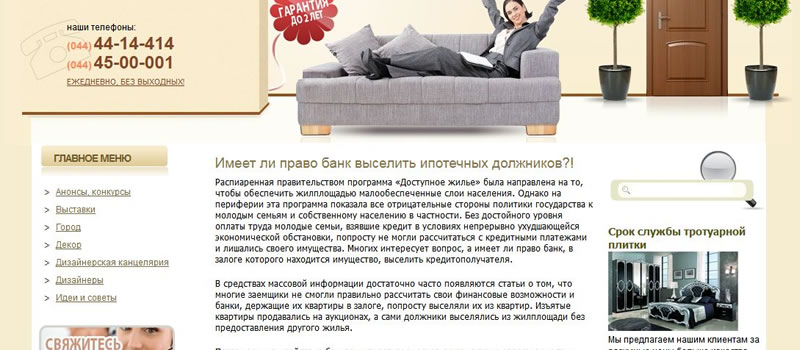 наши телефоны:
(044) 44-14-414
(044) 45-00-001
ЕЖЕДНЕВНО, БЕЗ ВЫХОДНЫХ!
ГАРАНТИЯ
ДО 2 ЛЕТ
ГЛАВНОЕ МЕНЮ
Анонсы, конкурсы
Выставки
Город
Декор
Дизайнерская канцелярия
Дизайнеры
Идеи и советы
СВЯЖИТЕСЬ
Имеет ли право банк выселить ипотечных должников?!
Распиаренная правительством программа «Доступное жилье» была направлена на то,
чтобы обеспечить жилплощадью малообеспеченные слои населения. Однако на
периферии эта программа показала все отрицательные стороны политики государства к
молодым семьям и собственному населению в частности. Без достойного уровня
оплаты труда молодые семьи, взявшие кредит в условиях непрерывно ухудшающейся
экономической обстановки, попросту не могли рассчитаться с кредитными платежами
и лишались своего имущества. Многих интересует вопрос, а имеет ли право банк, в
залоге которого находится имущество, выселить кредитополучателя.
В средствах массовой информации достаточно часто появляются статьи о том, что
многие заемщики не смогли правильно рассчитать свои финансовые возможности и
банки, держащие их квартиры в залоге, попросту выселяли их из квартир. Изъятые
квартиры продавались на аукционах, а сами должники выселялись из жилплощади без
предоставления другого жилья.
Срок службы тротуарной
плитки
Мы предлагаем нашим клиентам за